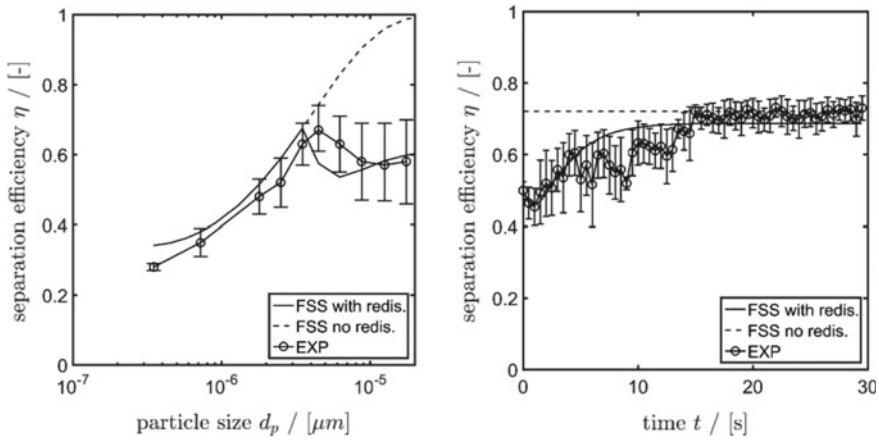 separation efficiency η / [-]
1
0.8
0.6
0.4
0.2
0
FSS with redis.
FSS no redis.
EXP
10-7
10-6
10-5
particle size dp / [μm]
separation efficiency η / [-]
1
0.8
0.6
0.4
0.2
0
FSS with redis.
FSS no redis.
EXP
0
10
20
30
time t / [s]